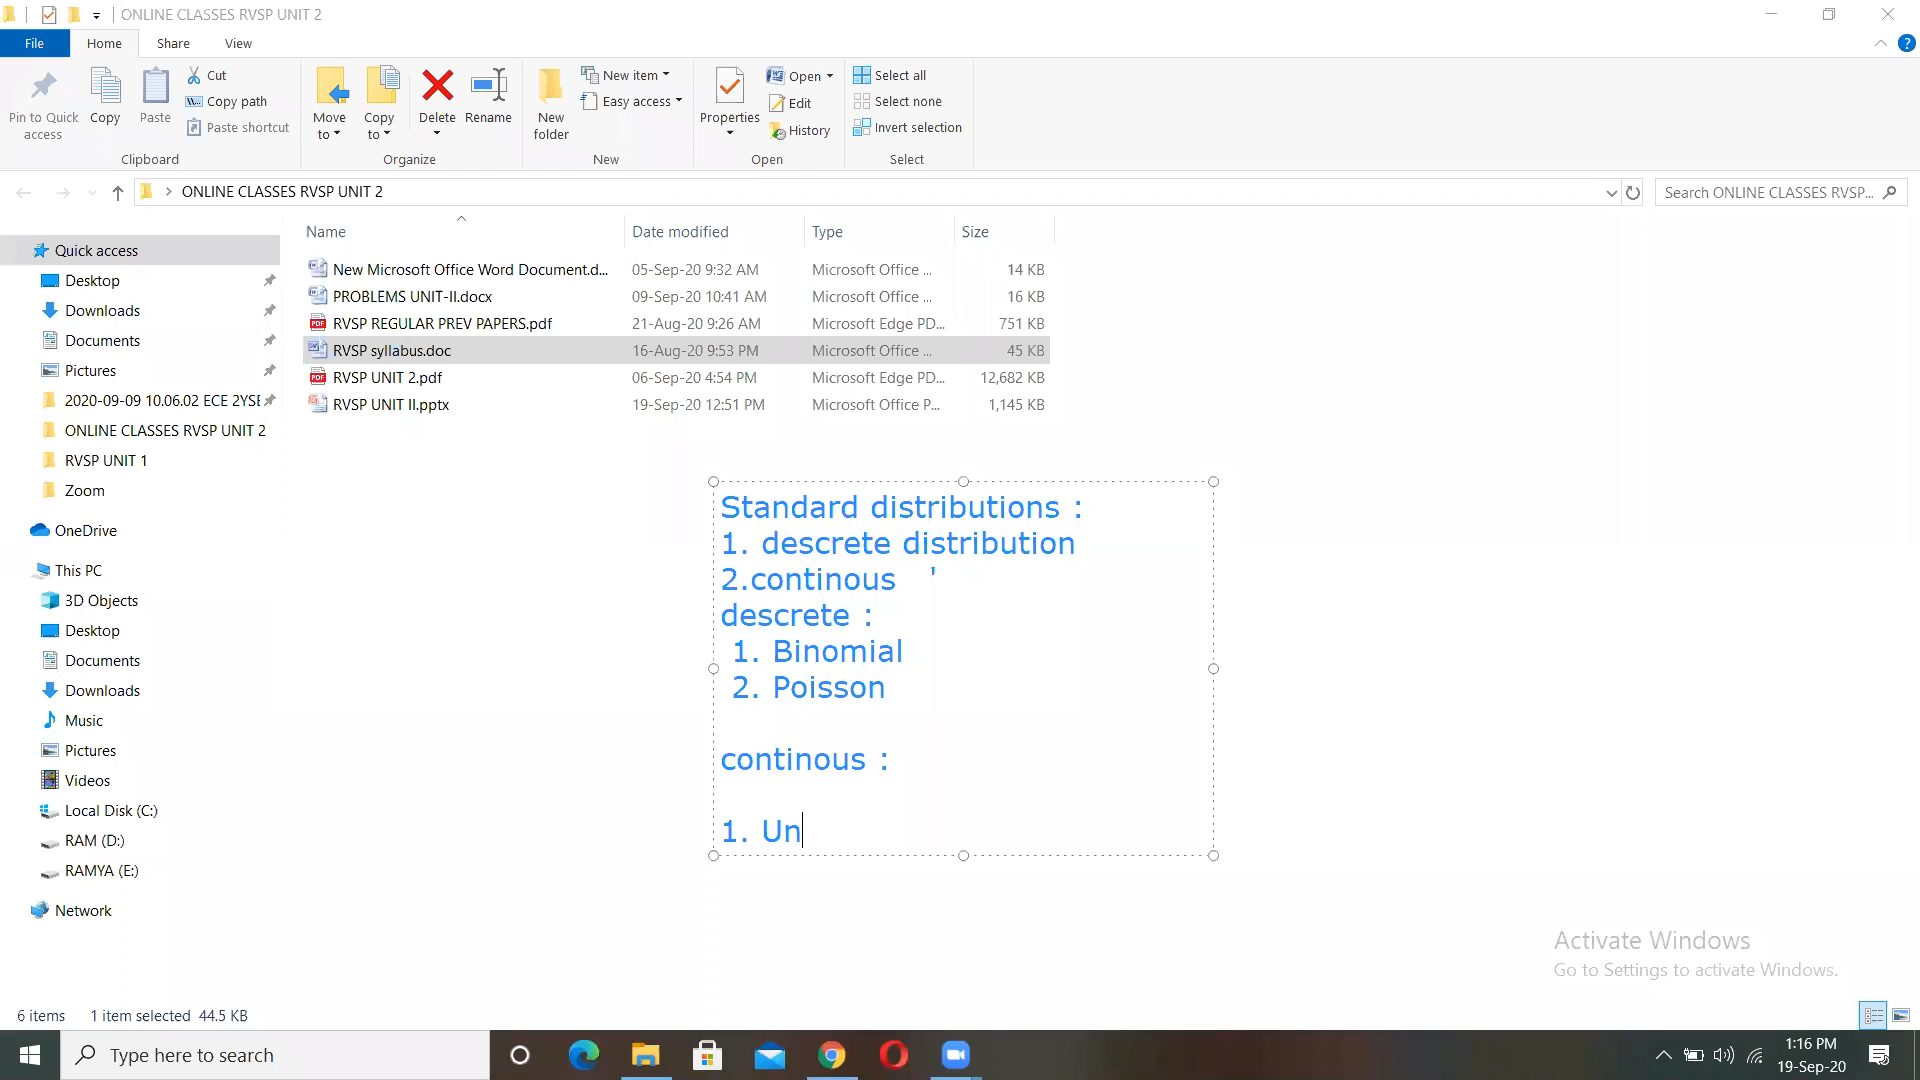 ONLINE CLASSES RVSP UNIT 2
File Home Share View
Pin to Quick access
Copy
Paste
Cut
Copy path
Paste shortcut
Clipboard
Move to
Copy to
Delete
Rename
Organize
New folder
New item
Easy access
New
Properties
Open
Edit
History
Open
Select all
Select none
Invert selection
Select
ONLINE CLASSES RVSP UNIT 2
Search ONLINE CLASSES RVSP...
Name Date modified Type Size
New Microsoft Office Word Document.d... 05-Sep-20 9:32 AM Microsoft Office ... 14 KB
PROBLEMS UNIT-II.docx 09-Sep-20 10:41 AM Microsoft Office ... 16 KB
RVSP REGULAR PREV PAPERS.pdf 21-Aug-20 9:26 AM Microsoft Edge PD... 751 KB
RVSP syllabus.doc 16-Aug-20 9:53 PM Microsoft Office ... 45 KB
RVSP UNIT 2.pdf 06-Sep-20 4:54 PM Microsoft Edge PD... 12,682 KB
RVSP UNIT II.pptx 19-Sep-20 12:51 PM Microsoft Office P... 1,145 KB
Quick access
Desktop
Downloads
Documents
Pictures
2020-09-09 10.06.02 ECE 2YSE
ONLINE CLASSES RVSP UNIT 2
RVSP UNIT 1
Zoom
OneDrive
This PC
3D Objects
Desktop
Documents
Downloads
Music
Pictures
Videos
Local Disk (C:)
RAM (D:)
RAMYA (E:)
Network
Standard distributions :
1. descrete distribution
2.continous '
descrete :
1. Binomial
2. Poisson
continous :
1. Un
Activate Windows
Go to Settings to activate Windows.
6 items 1 item selected 44.5 KB
Type here to search
1:16 PM
19-Sep-20